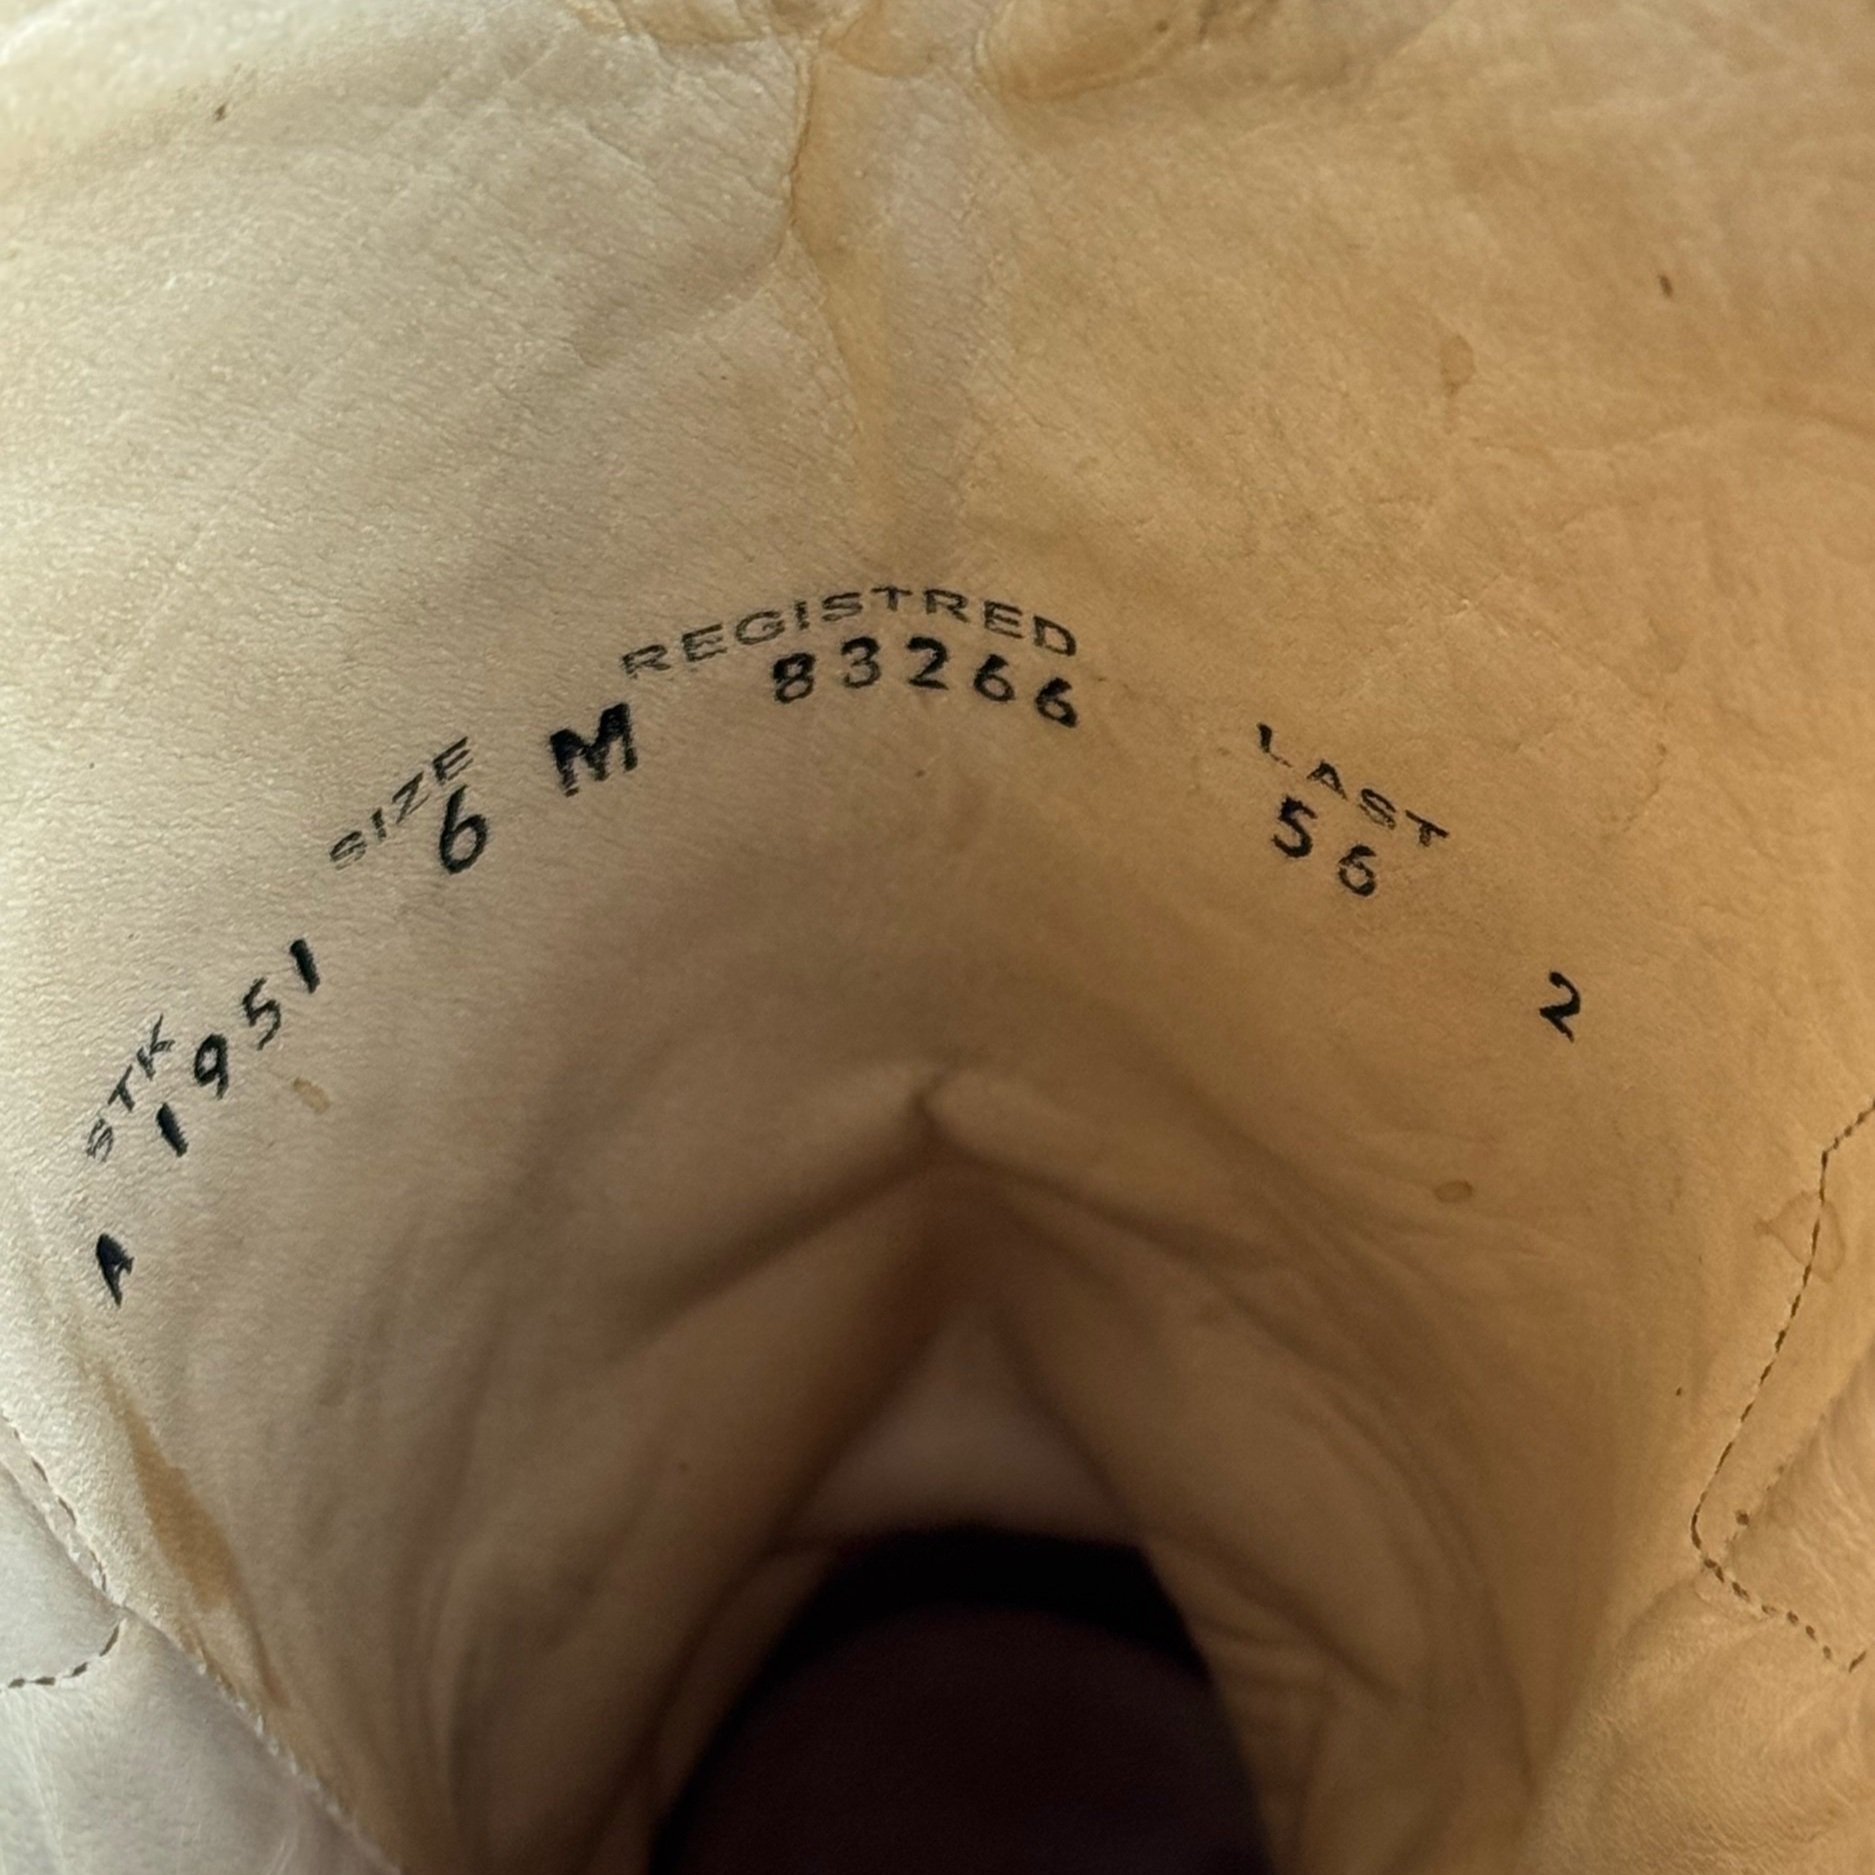 A
STK
1951
SIZE
6 M
REGISTRED
83266
LAST
56
2